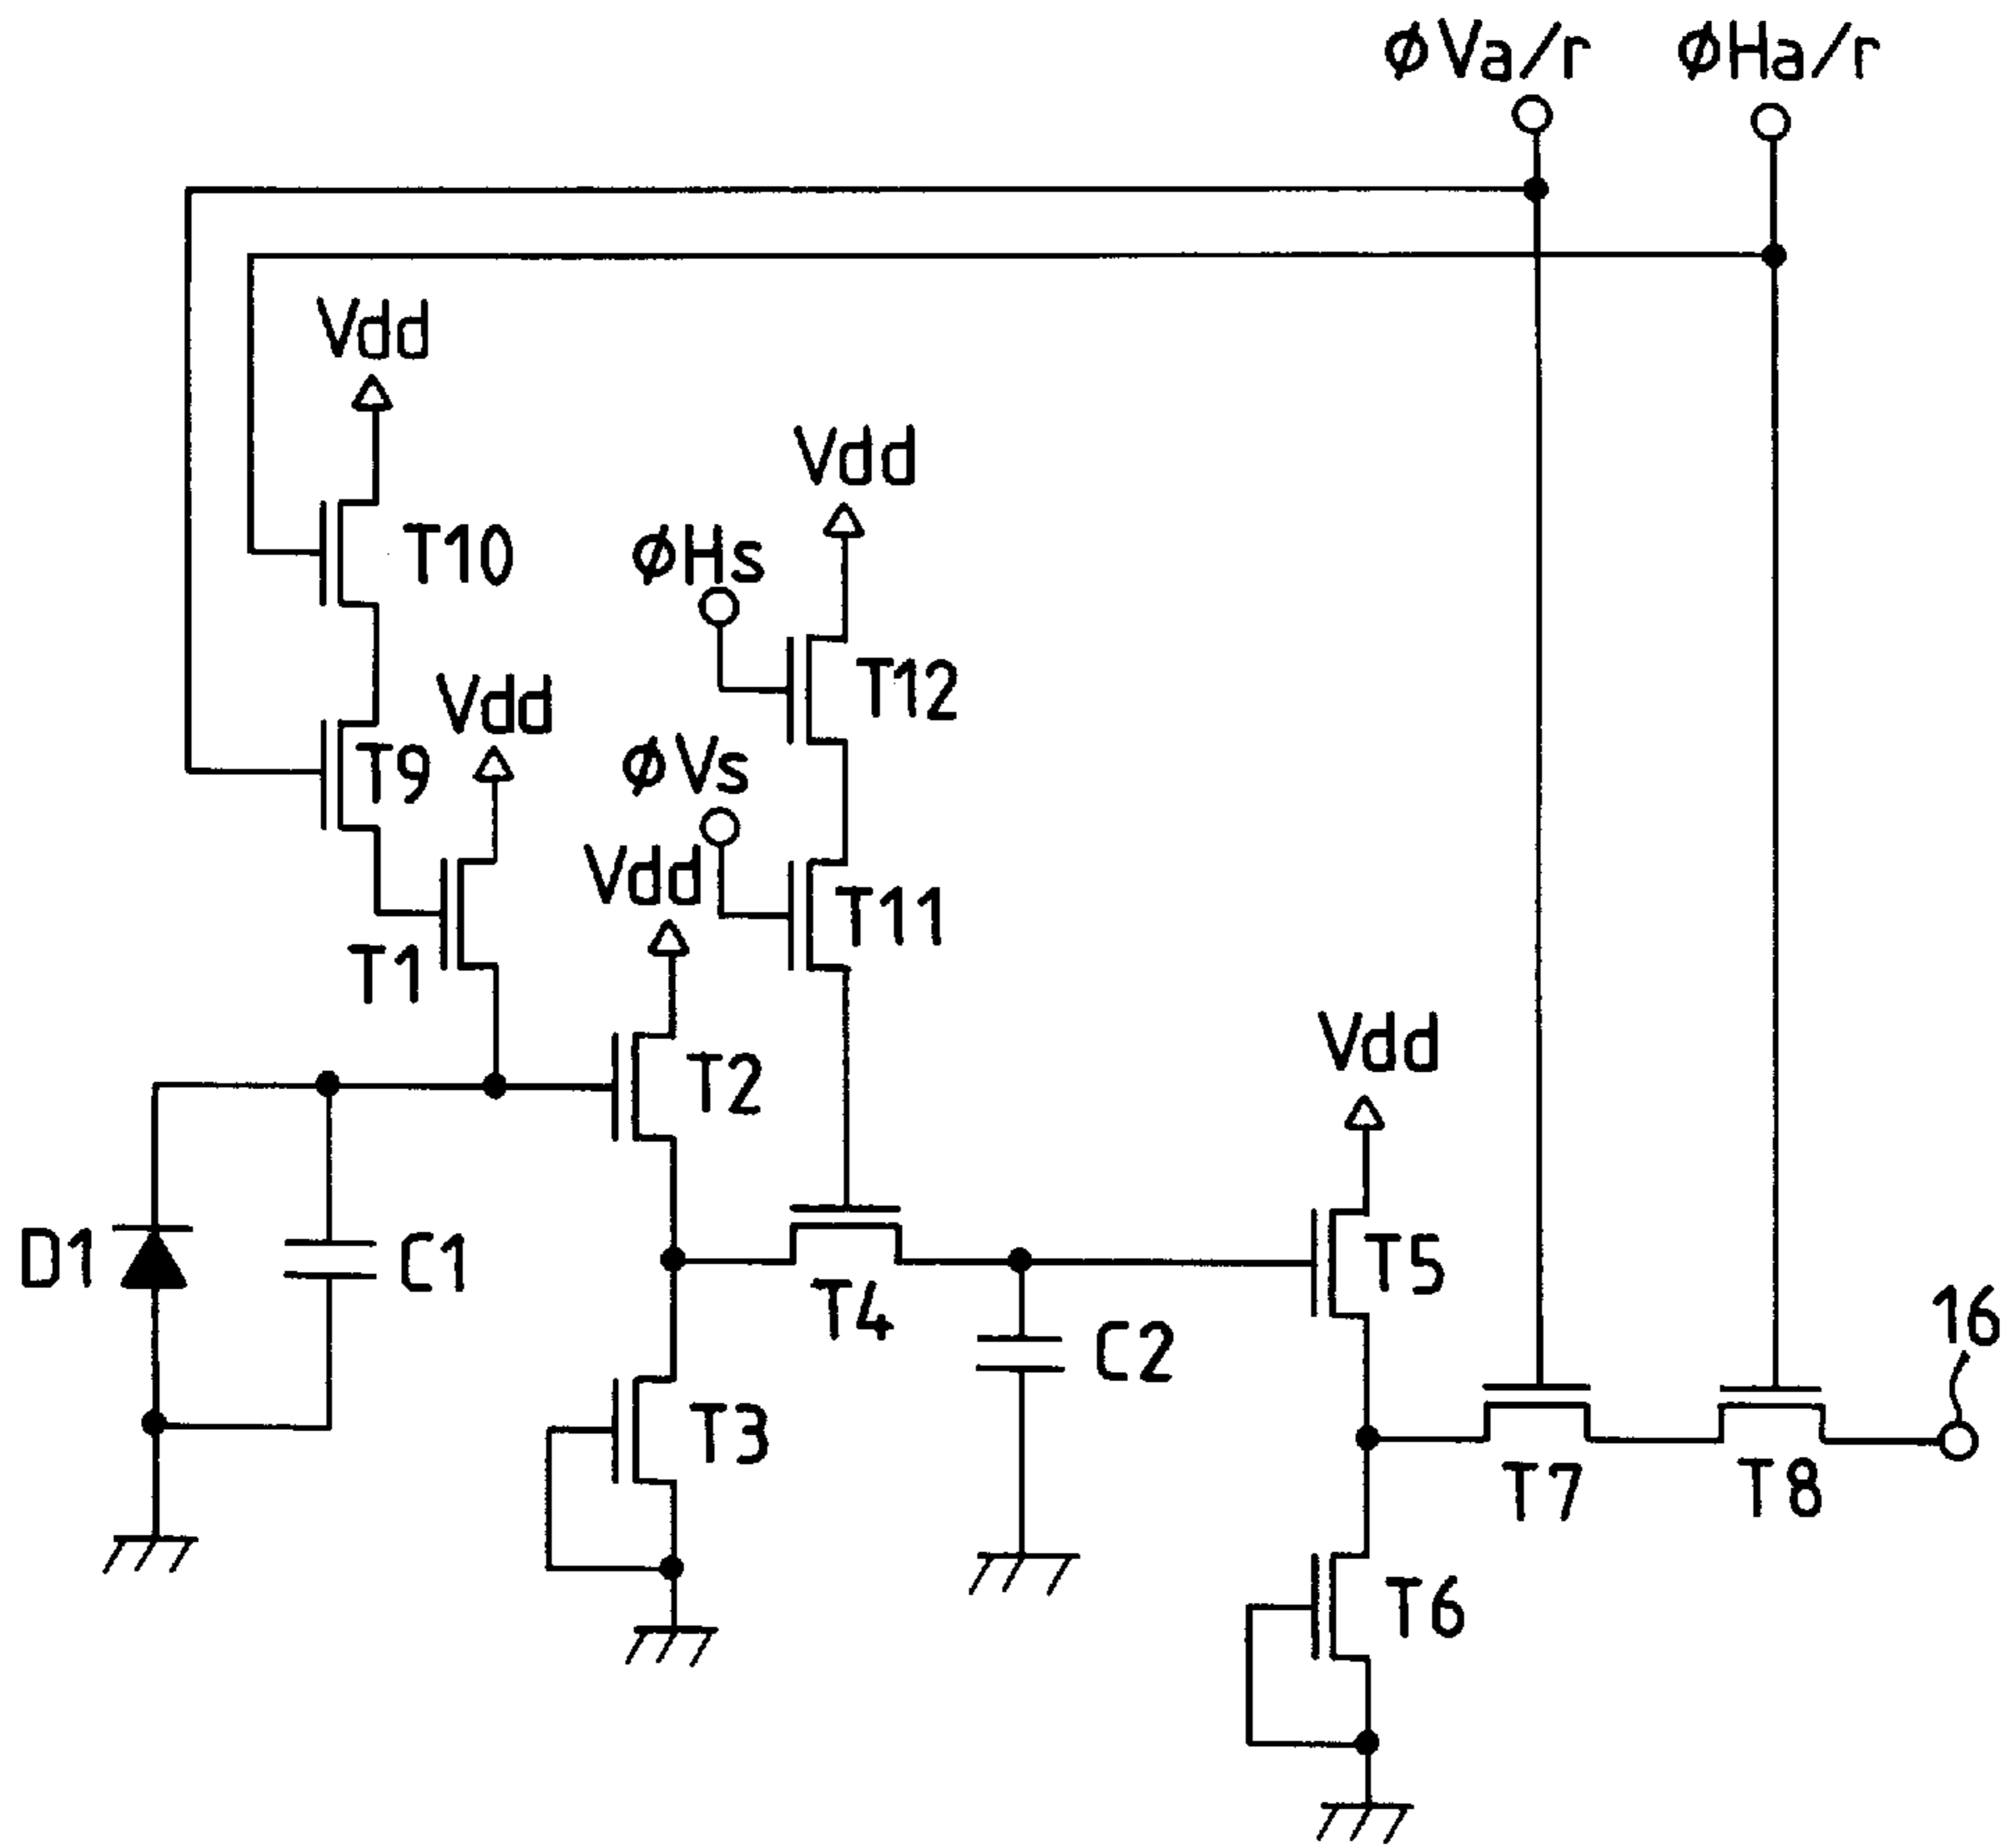 φVa/r
φHa/r
Vdd
Vdd
φHs
T10
T12
Vdd
φVs
T9
Vdd
T11
T1
Vdd
T2
D1
C1
T4
T5
C2
16
T3
T7
T8
T6